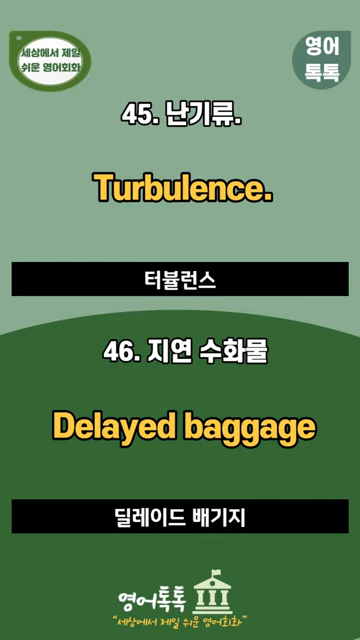 세상에서 제일
쉬운 영어회화
영어
톡톡
45. 난기류.
Turbulence.
터뷸런스
46. 지연 수화물
Delayed baggage
딜레이드 배기지
영어톡톡
“세상에서 제일 쉬운 영어회화”